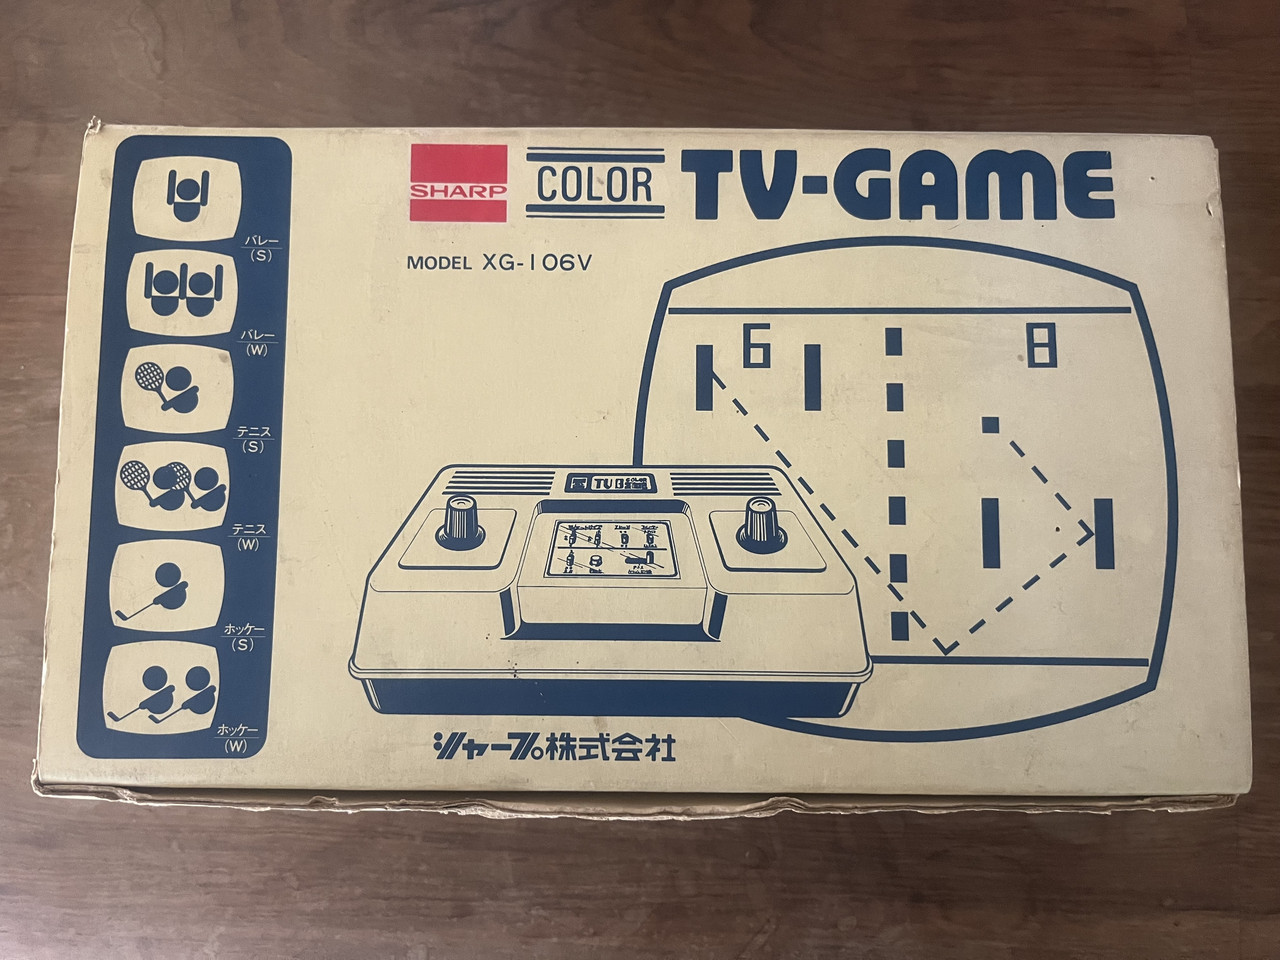 SHARP
COLOR
TV-GAME
MODEL XG-106V
バレー
(S)
バレー
(W)
テニス
(S)
テニス
(W)
ホッケー
(S)
ホッケー
(W)
6
8
TV
シャープ株式会社